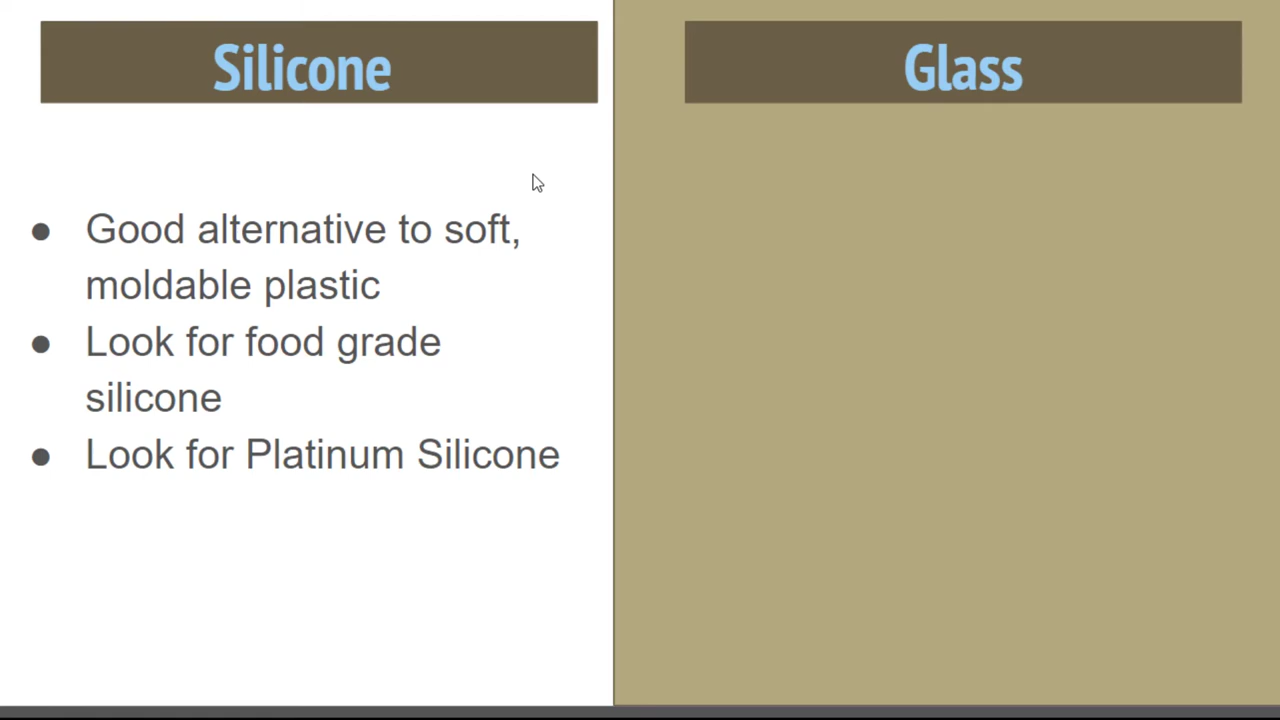 Silicone
Good alternative to soft,
moldable plastic
Look for food grade
silicone
Look for Platinum Silicone
Glass